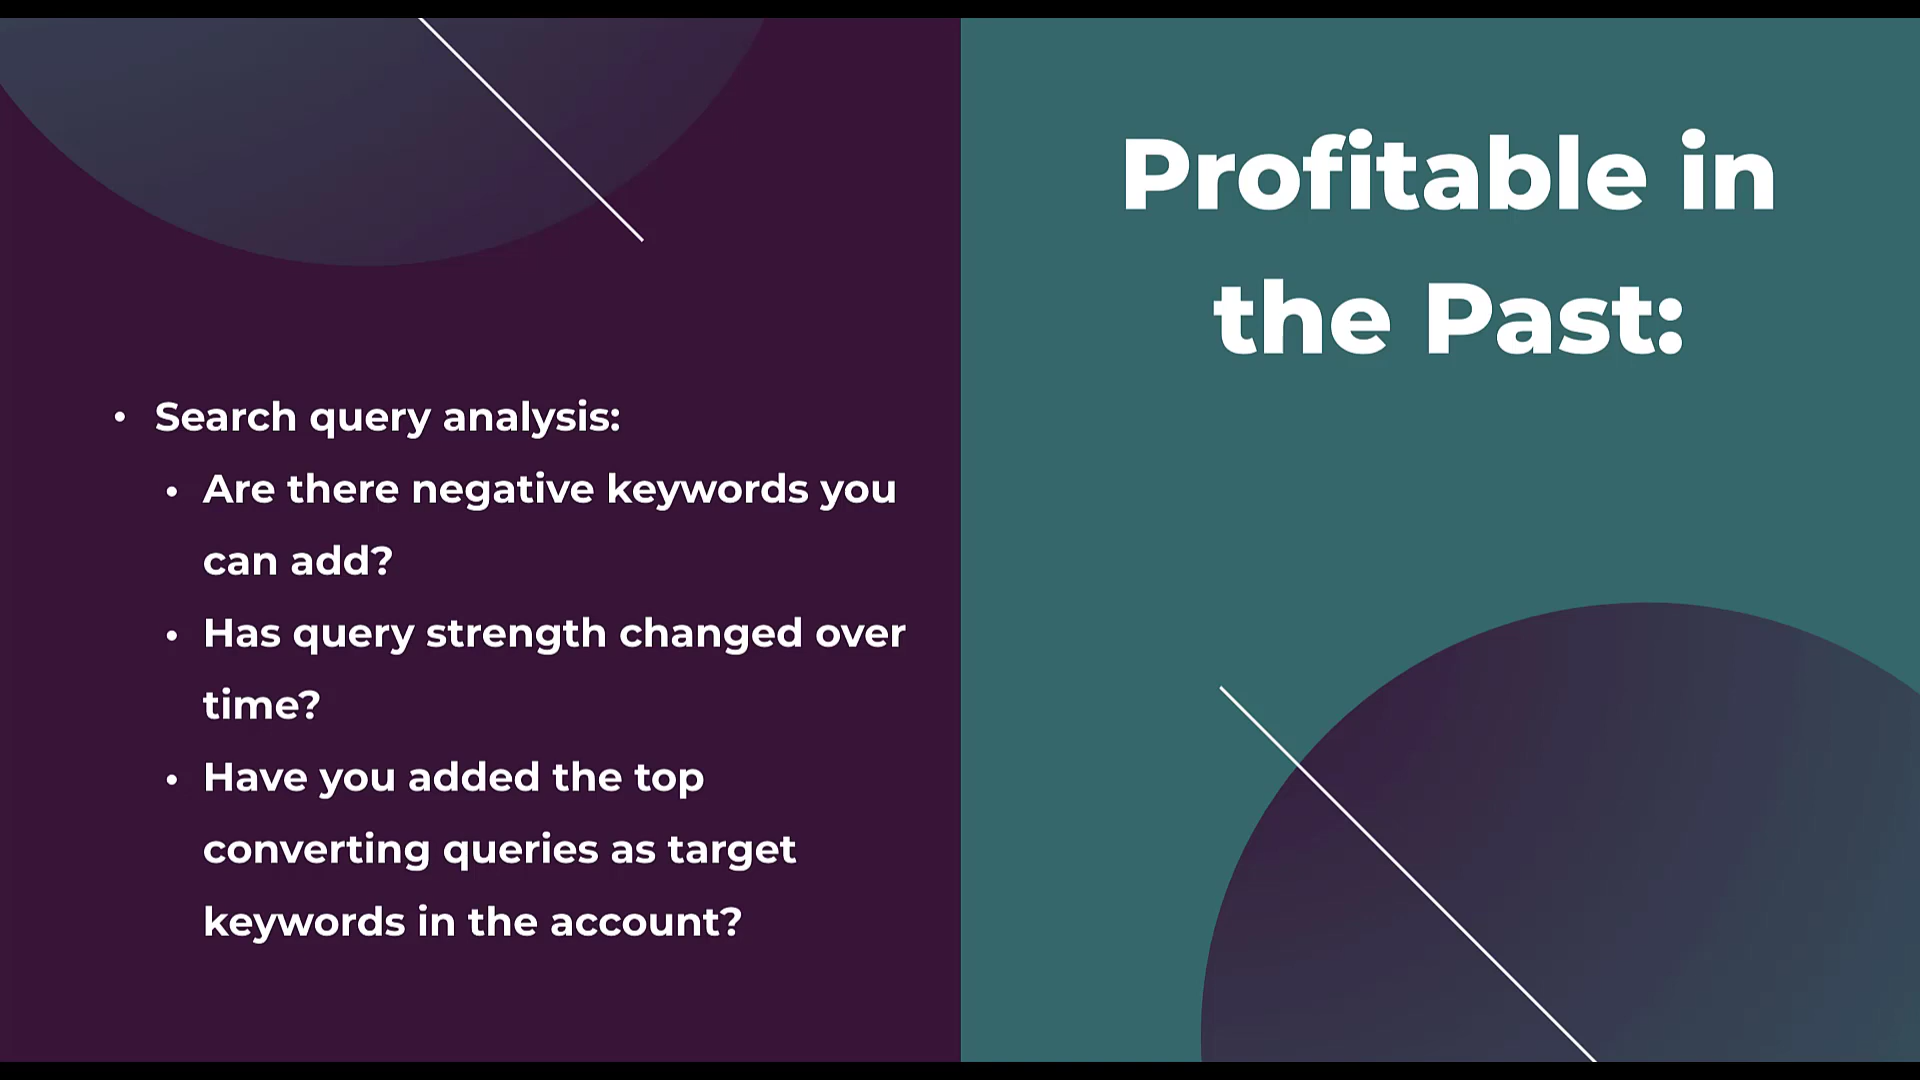 Profitable in
the Past:
• Search query analysis:
• Are there negative keywords you
can add?
• Has query strength changed over
time?
• Have you added the top
converting queries as target
keywords in the account?